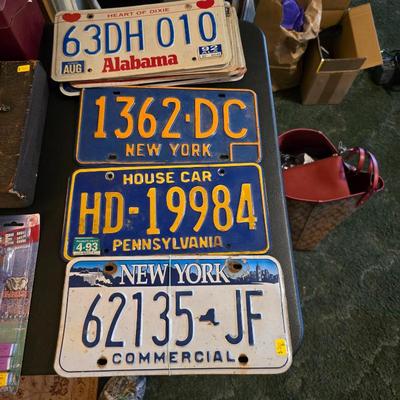 HEART OF DIXIE
63DH 010
AUG
Alabama
92
1362-DC
NEW YORK
HOUSE CAR
HD-19984
4-93
PENNSYLVANIA
NEW YORK
62135 JF
COMMERCIAL